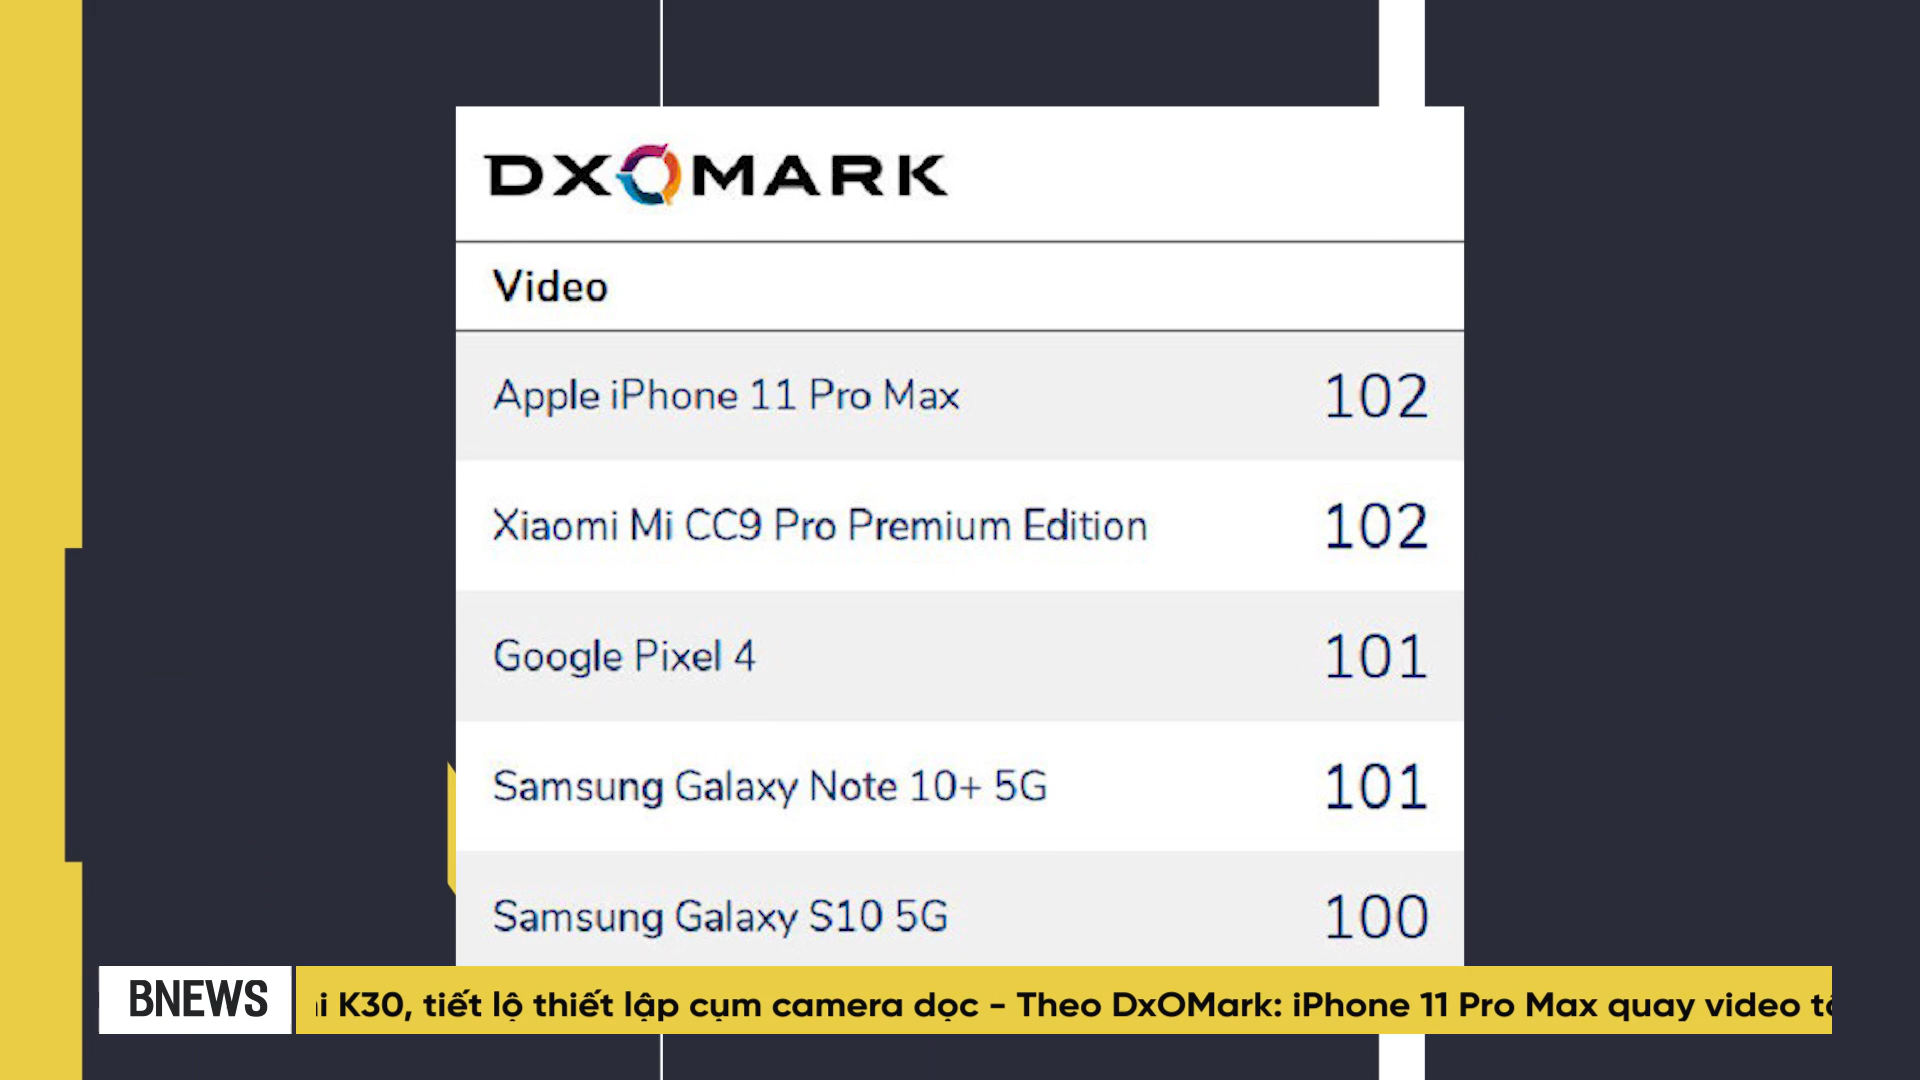 DXOMARK
Video
Apple iPhone 11 Pro Max 102
Xiaomi Mi CC9 Pro Premium Edition 102
Google Pixel 4 101
Samsung Galaxy Note 10+ 5G 101
Samsung Galaxy S10 5G 100
BNEWS
K30, tiết lộ thiết lập cụm camera dọc - Theo DxOMark: iPhone 11 Pro Max quay video